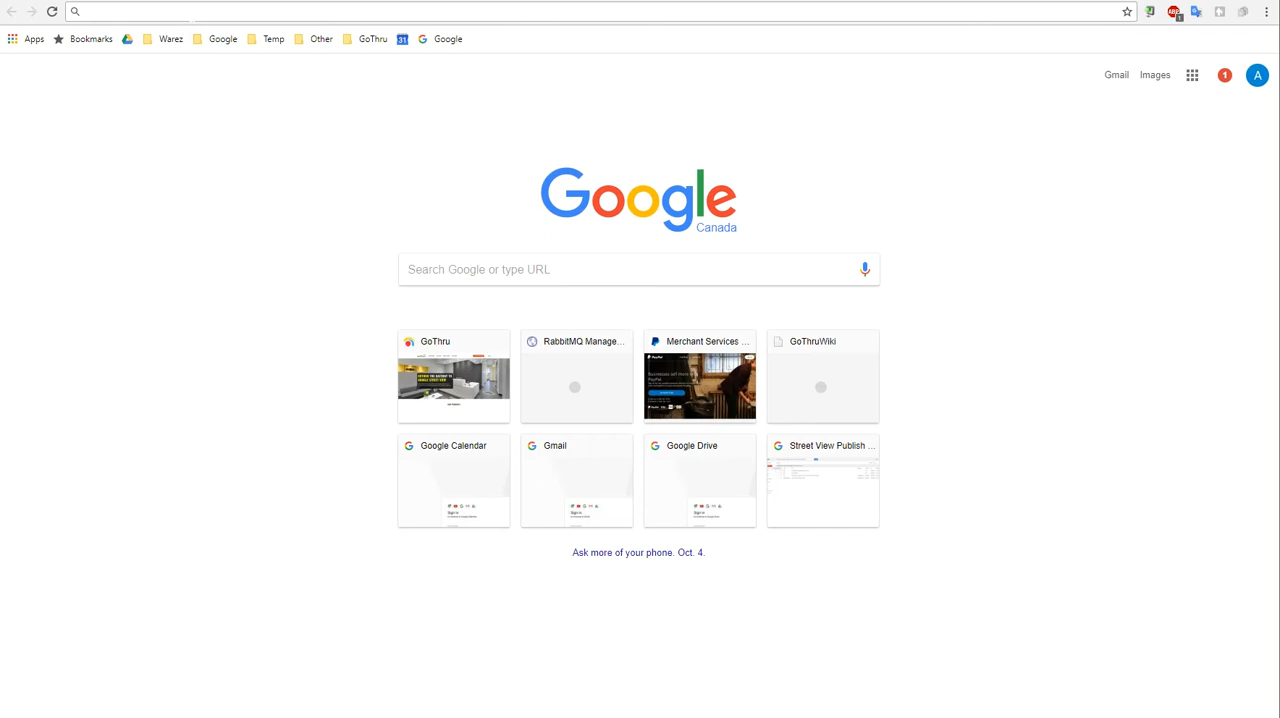 Apps Bookmarks Warez Google Temp Other GoThru 31 Google
Gmail Images 1 A
Google
Canada
Search Google or type URL
GoThru RabbitMQ Manage... Merchant Services ... GoThruWiki
Google Calendar Gmail Google Drive Street View Publish ...
Ask more of your phone. Oct. 4.